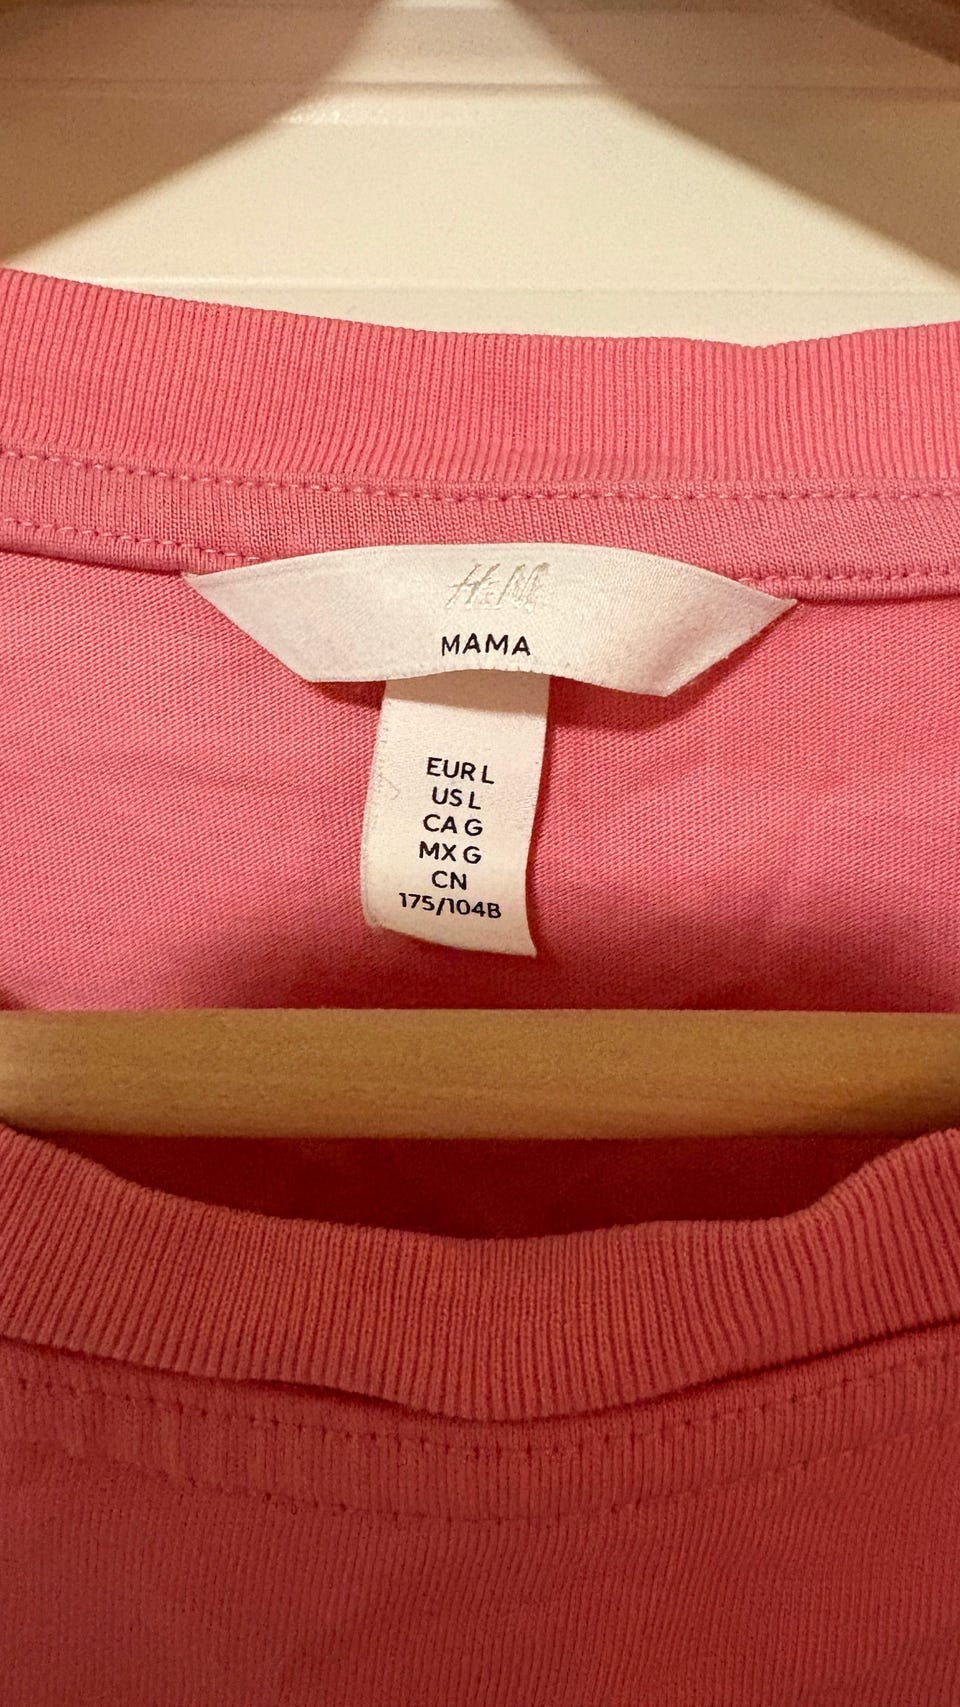 H&M
MAMA
EUR L
US L
CA G
MX G
CN
175/104B